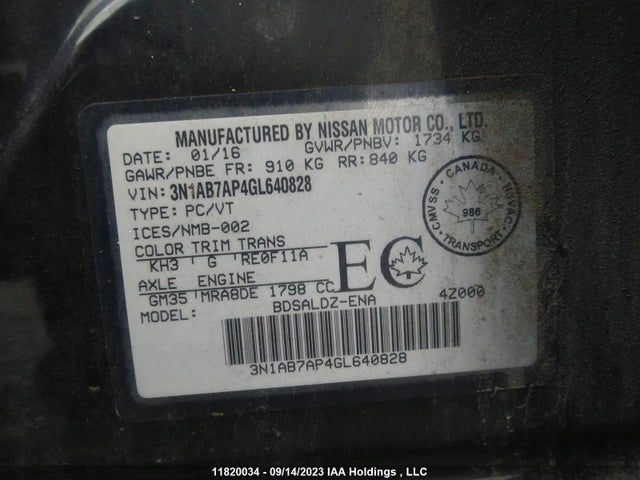 MANUFACTURED BY NISSAN MOTOR CO., LTD.
DATE: 01/16 GVWR/PNBV: 1734 KG
GAWR/PNBE FR: 910 KG RR: 840 KG
VIN: 3N1AB7AP4GL640828
TYPE: PC/VT
ICES/NMB-002
COLOR TRIM TRANS
KH3 G RE0F11A
AXLE ENGINE
GM35 MRA8DE 1798 CC
MODEL: BDSALDZ-ENA 4Z000
EC
CANADA
CMVSS NSVAC
986
TRANSPORT
3N1AB7AP4GL640828
11820034 - 09/14/2023 IAA Holdings , LLC